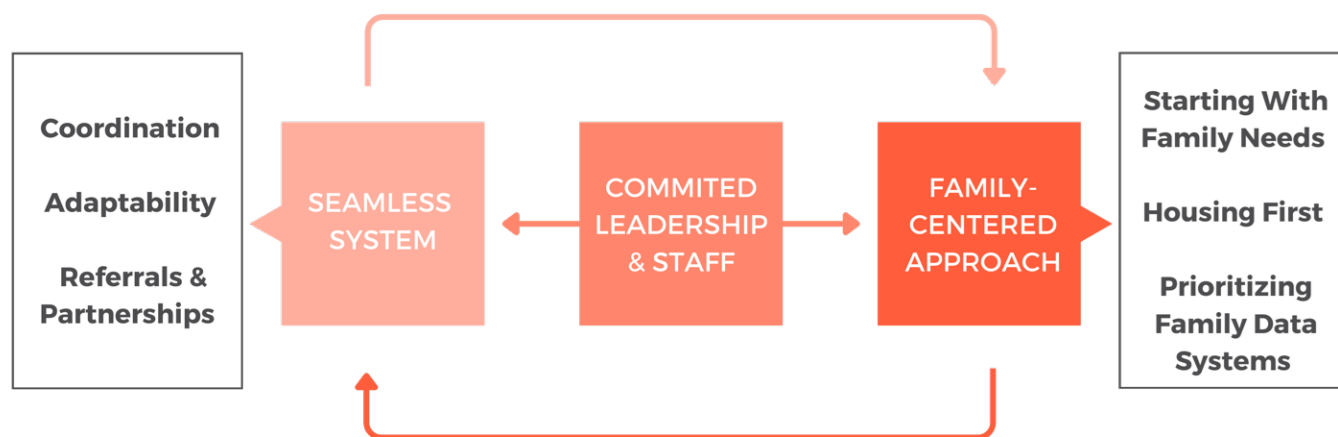 Coordination
Adaptability
Referrals &
Partnerships
SEAMLESS
SYSTEM
COMMITED
LEADERSHIP
& STAFF
FAMILY-
CENTERED
APPROACH
Starting With
Family Needs
Housing First
Prioritizing
Family Data
Systems